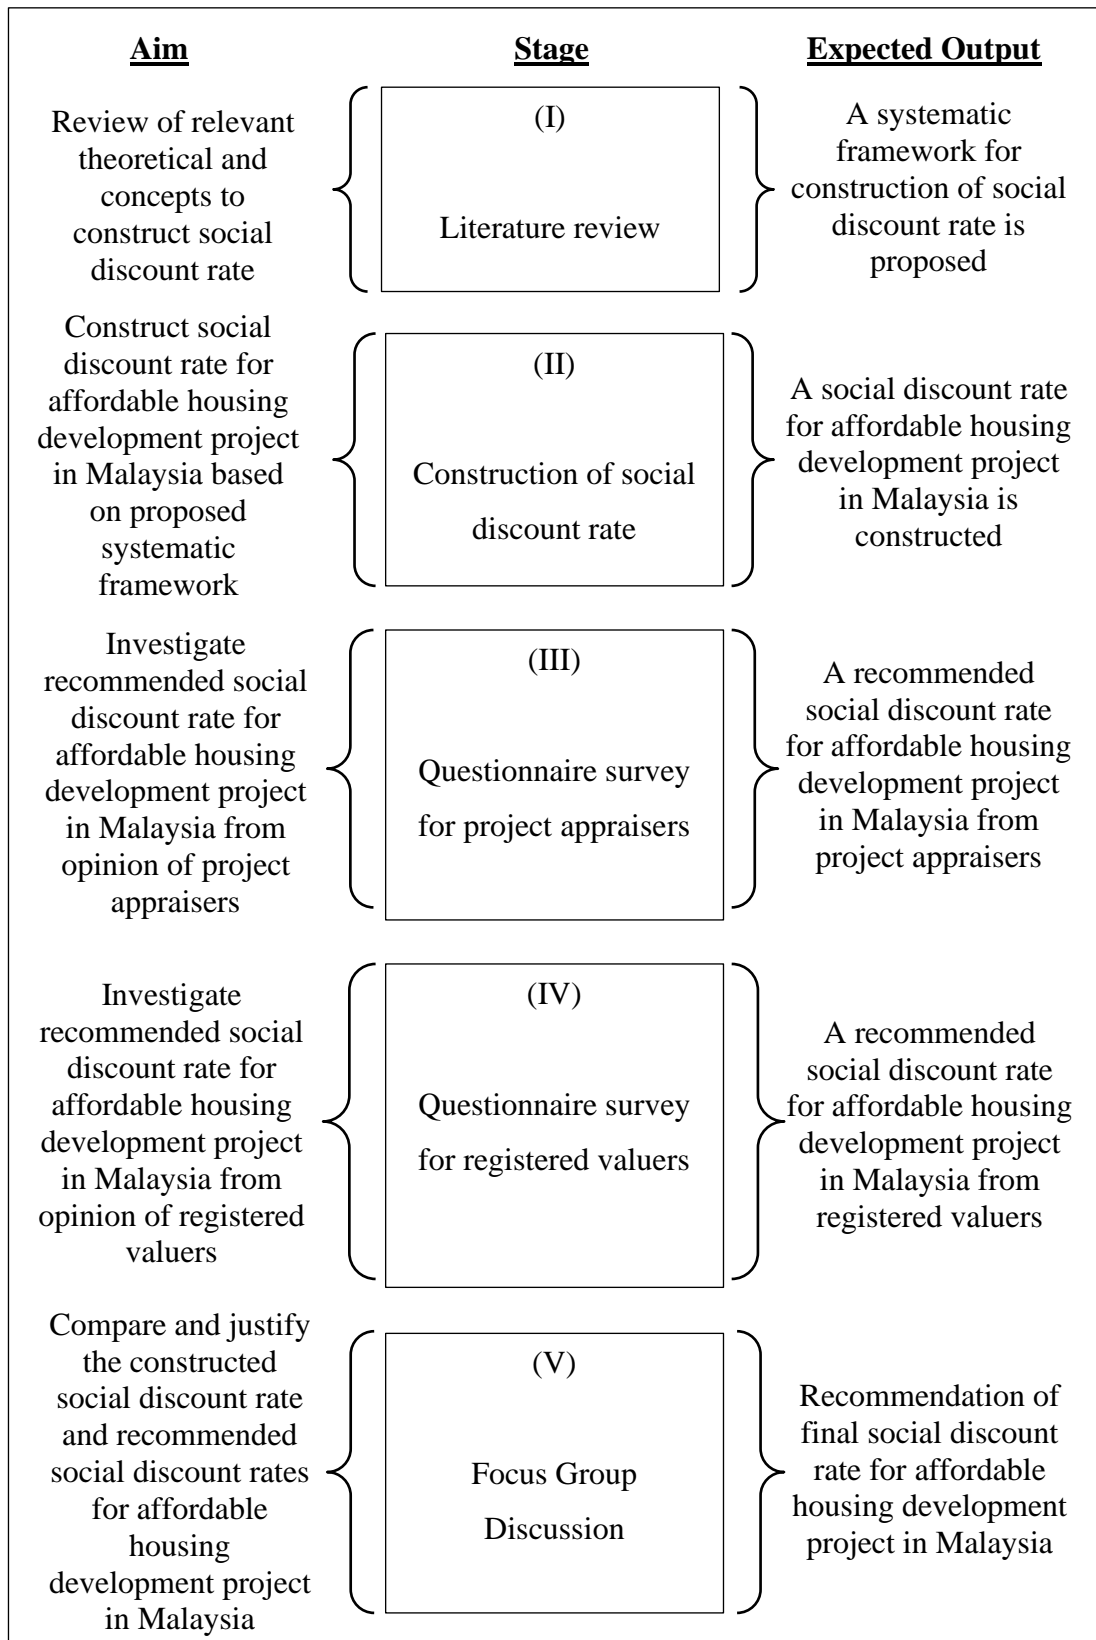 Aim
Stage
Expected Output
Review of relevant
theoretical and
concepts to
construct social
discount rate
(I)
Literature review
A systematic
framework for
construction of social
discount rate is
proposed
Construct social
discount rate for
affordable housing
development project
in Malaysia based
on proposed
systematic
framework
(II)
Construction of social
discount rate
A social discount rate
for affordable housing
development project
in Malaysia is
constructed
Investigate
recommended social
discount rate for
affordable housing
development project
in Malaysia from
opinion of project
appraisers
(III)
Questionnaire survey
for project appraisers
A recommended
social discount rate
for affordable housing
development project
in Malaysia from
project appraisers
Investigate
recommended social
discount rate for
affordable housing
development project
in Malaysia from
opinion of registered
valuers
(IV)
Questionnaire survey
for registered valuers
A recommended
social discount rate
for affordable housing
development project
in Malaysia from
registered valuers
Compare and justify
the constructed
social discount rate
and recommended
social discount rates
for affordable
housing
development project
in Malaysia
(V)
Focus Group
Discussion
Recommendation of
final social discount
rate for affordable
housing development
project in Malaysia